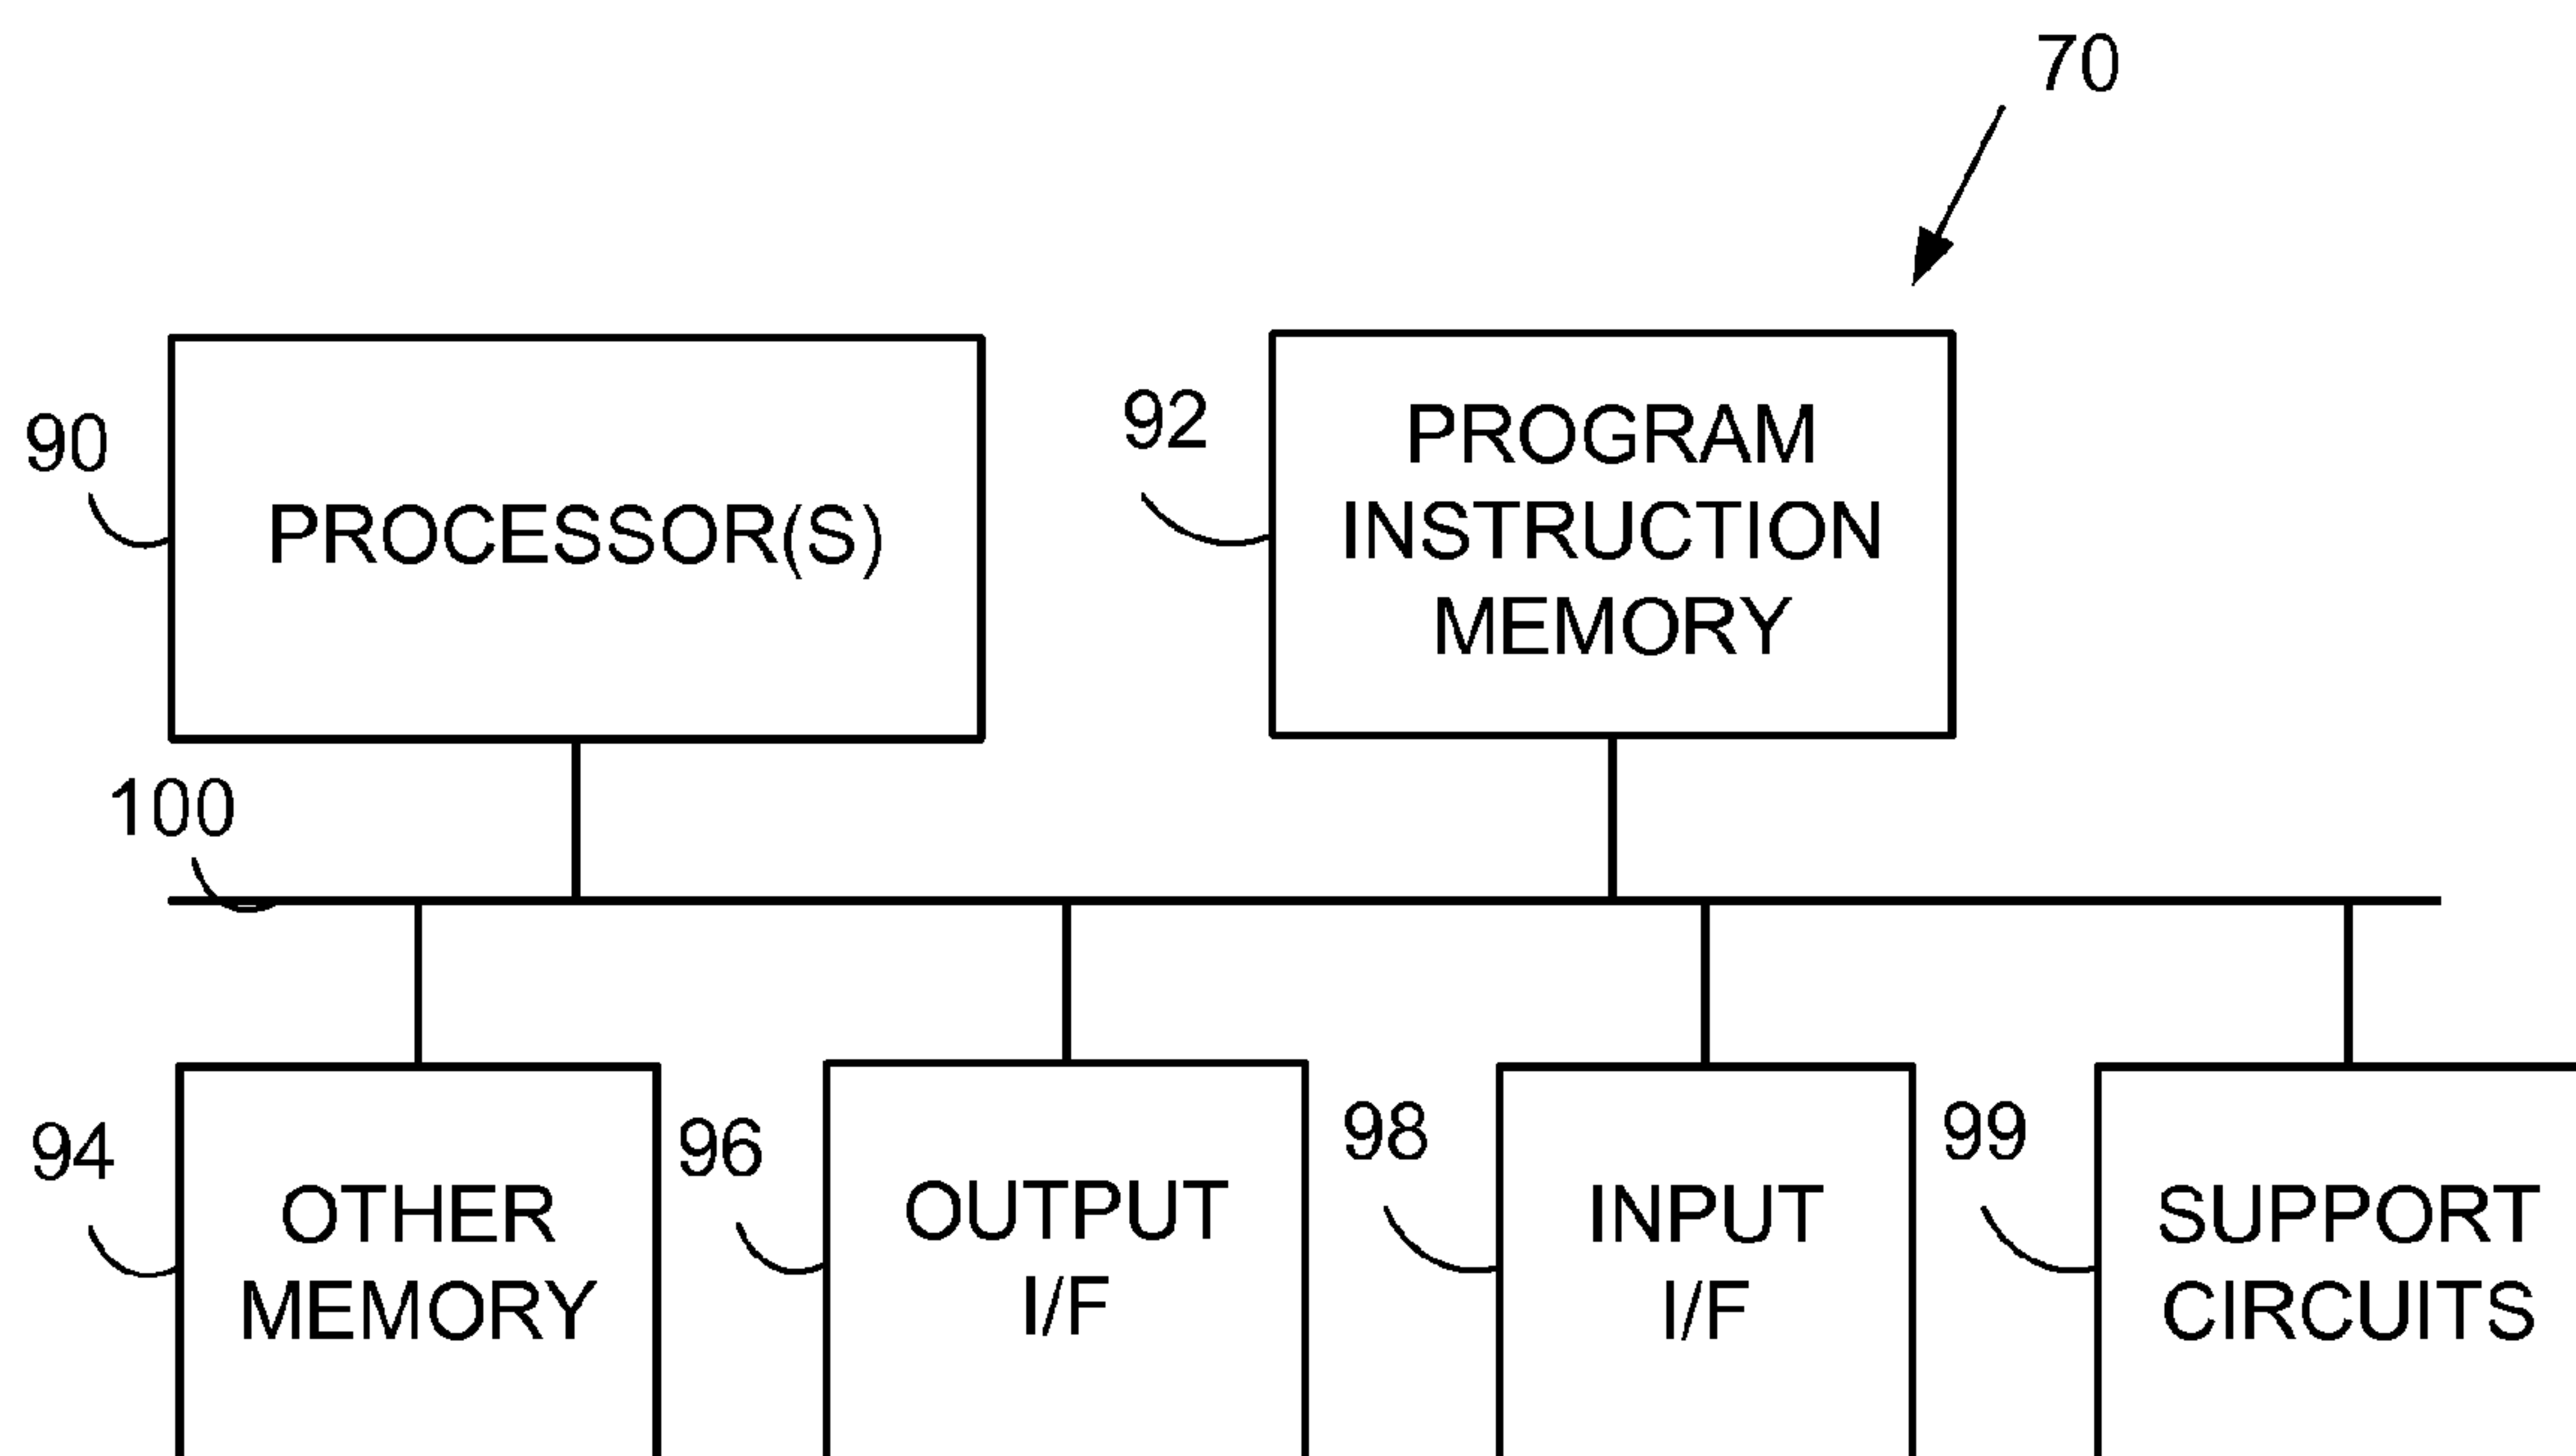 70
90
PROCESSOR(S)
92
PROGRAM
INSTRUCTION
MEMORY
100
94
OTHER
MEMORY
96
OUTPUT
I/F
98
INPUT
I/F
99
SUPPORT
CIRCUITS